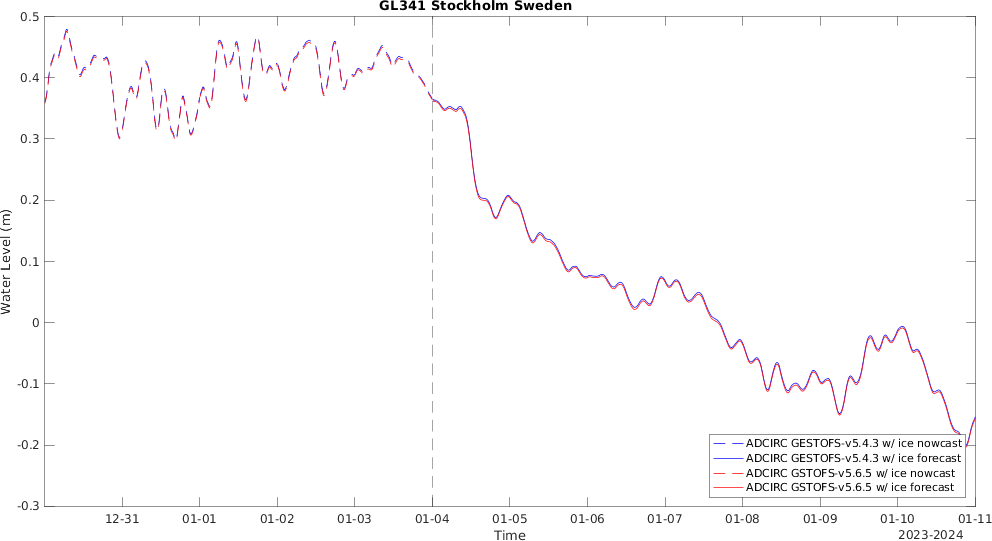 GL341 Stockholm Sweden
0.5
0.4
0.3
0.2
0.1
0
-0.1
-0.2
-0.3
Water Level (m)
ADCIRC GESTOFS-v5.4.3 w/ ice nowcast
ADCIRC GESTOFS-v5.4.3 w/ ice forecast
ADCIRC GSTOFS-v5.6.5 w/ ice nowcast
ADCIRC GSTOFS-v5.6.5 w/ ice forecast
12-31 01-01 01-02 01-03 01-04 01-05 01-06 01-07 01-08 01-09 01-10 01-11
Time
2023-2024